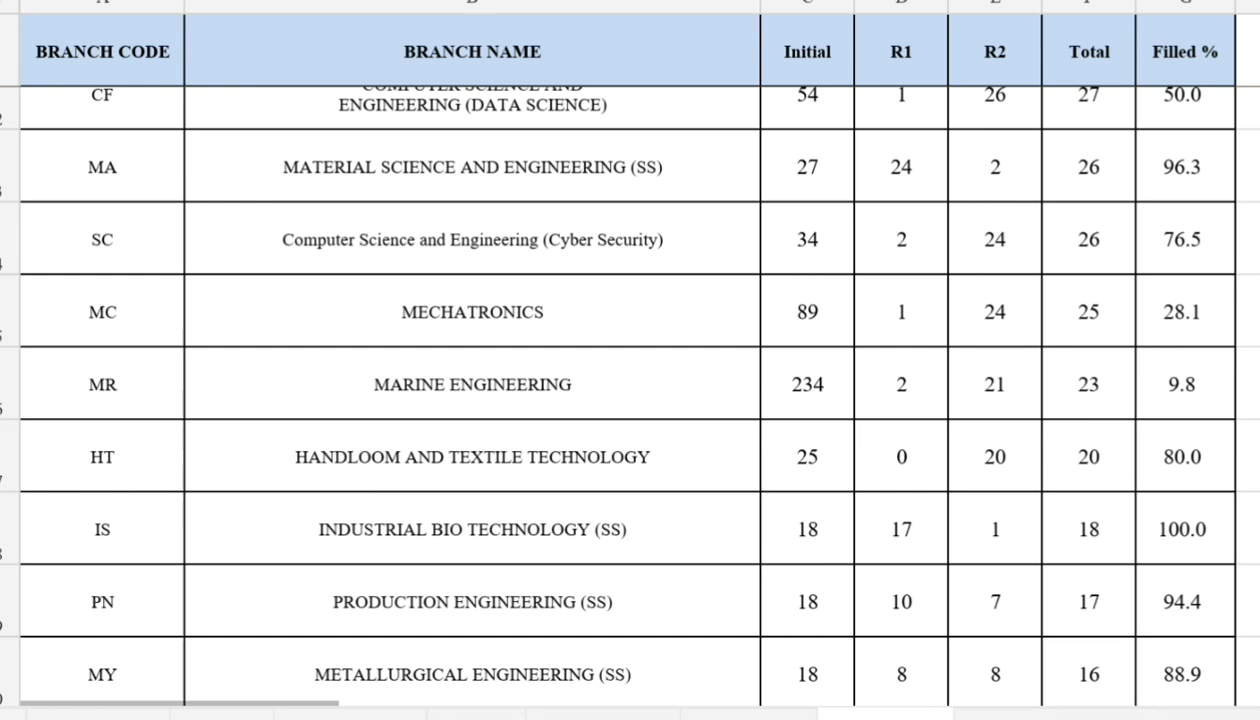 BRANCH CODE BRANCH NAME Initial R1 R2 Total Filled %
CF COMPUTER SCIENCE AND ENGINEERING (DATA SCIENCE) 54 1 26 27 50.0
MA MATERIAL SCIENCE AND ENGINEERING (SS) 27 24 2 26 96.3
SC Computer Science and Engineering (Cyber Security) 34 2 24 26 76.5
MC MECHATRONICS 89 1 24 25 28.1
MR MARINE ENGINEERING 234 2 21 23 9.8
HT HANDLOOM AND TEXTILE TECHNOLOGY 25 0 20 20 80.0
IS INDUSTRIAL BIO TECHNOLOGY (SS) 18 17 1 18 100.0
PN PRODUCTION ENGINEERING (SS) 18 10 7 17 94.4
MY METALLURGICAL ENGINEERING (SS) 18 8 8 16 88.9